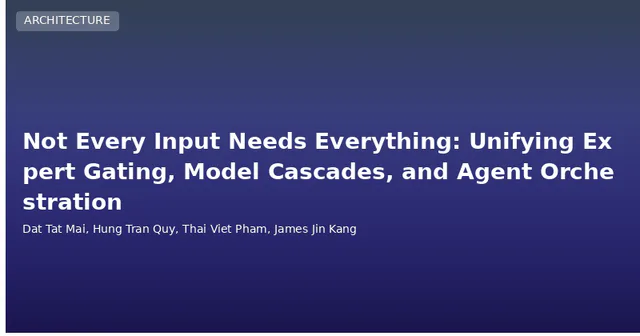 ARCHITECTURE
Not Every Input Needs Everything: Unifying Ex
pert Gating, Model Cascades, and Agent Orche
stration
Dat Tat Mai, Hung Tran Quy, Thai Viet Pham, James Jin Kang